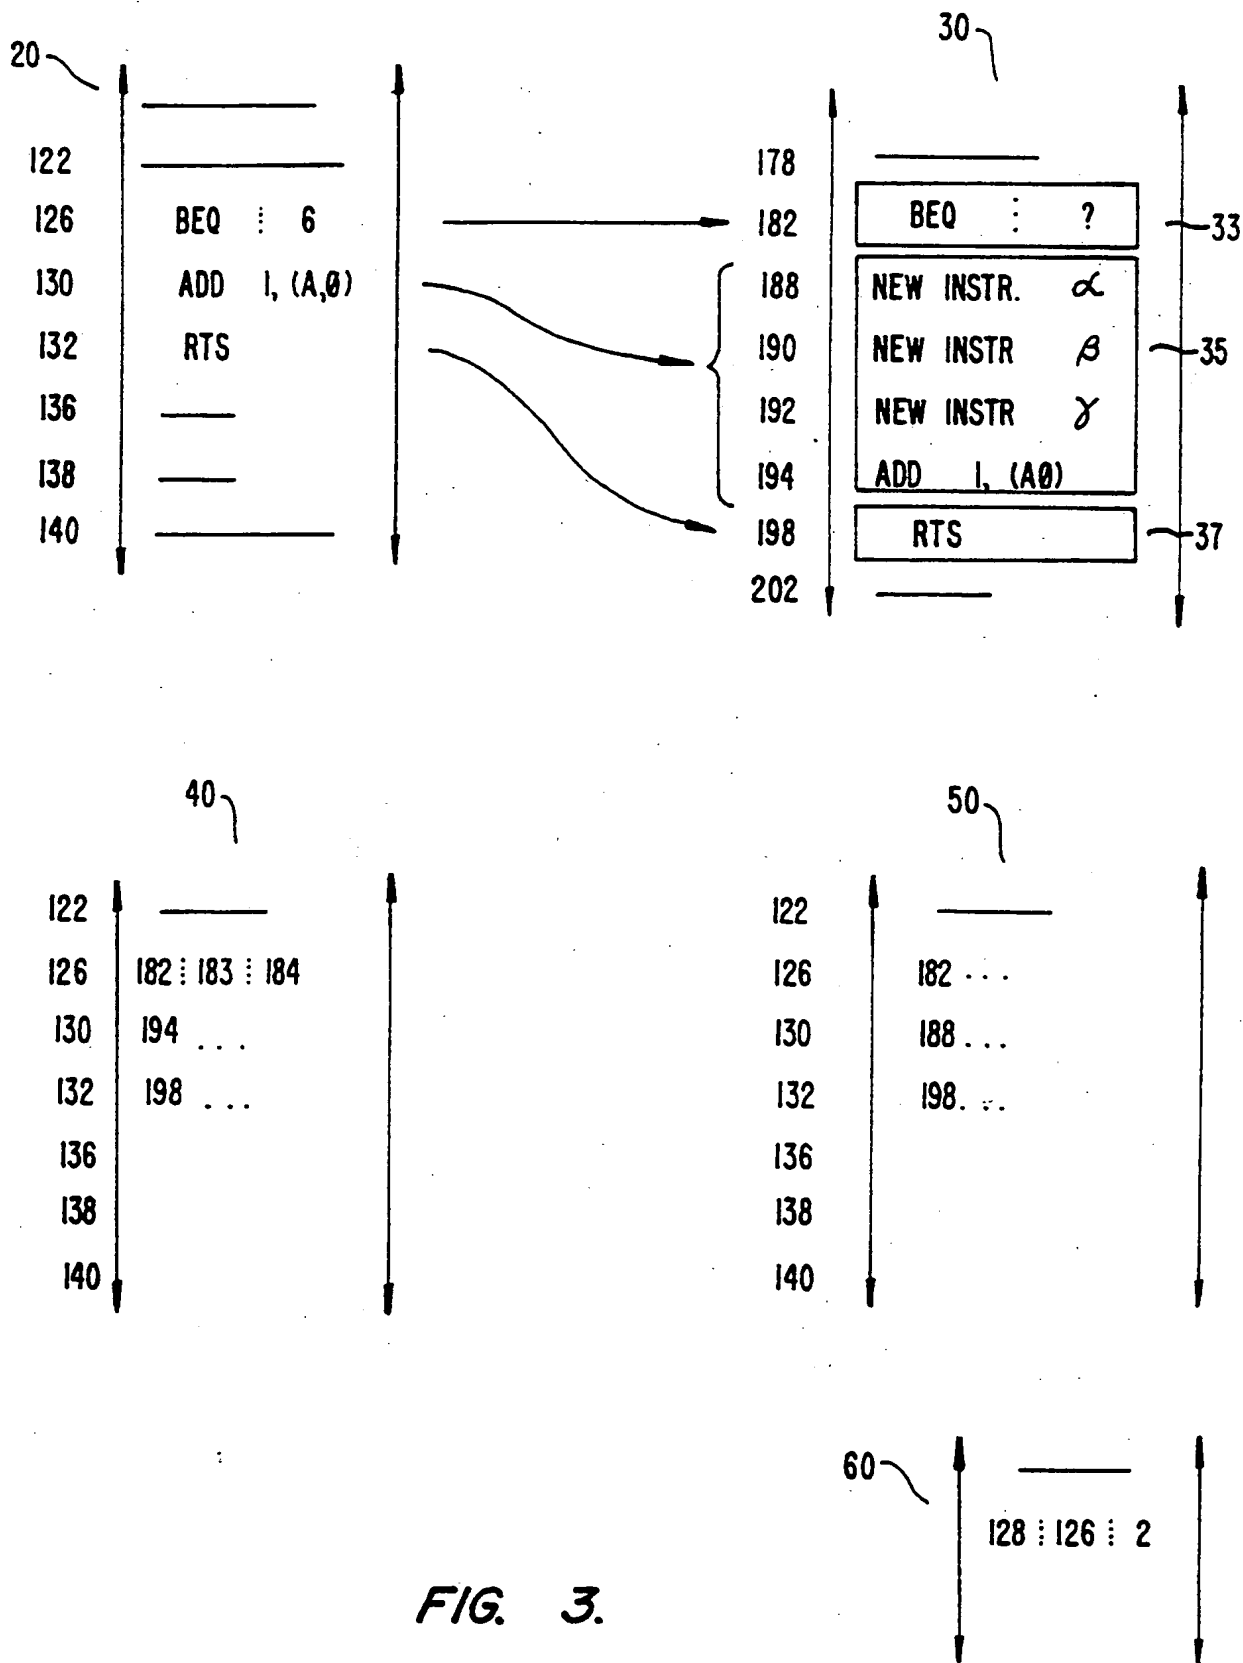 20
122
126 BEQ ⋮ 6
130 ADD 1, (A,0)
132 RTS
136
138
140
30
178
182 BEQ ⋮ ?
33
188 NEW INSTR. α
190 NEW INSTR β
35
192 NEW INSTR γ
194 ADD 1, (A0)
198 RTS
37
202
40
122
126 182 ⋮ 183 ⋮ 184
130 194 ...
132 198 ...
136
138
140
50
122
126 182 ...
130 188 ...
132 198. ...
136
138
140
60
128 ⋮ 126 ⋮ 2
FIG. 3.